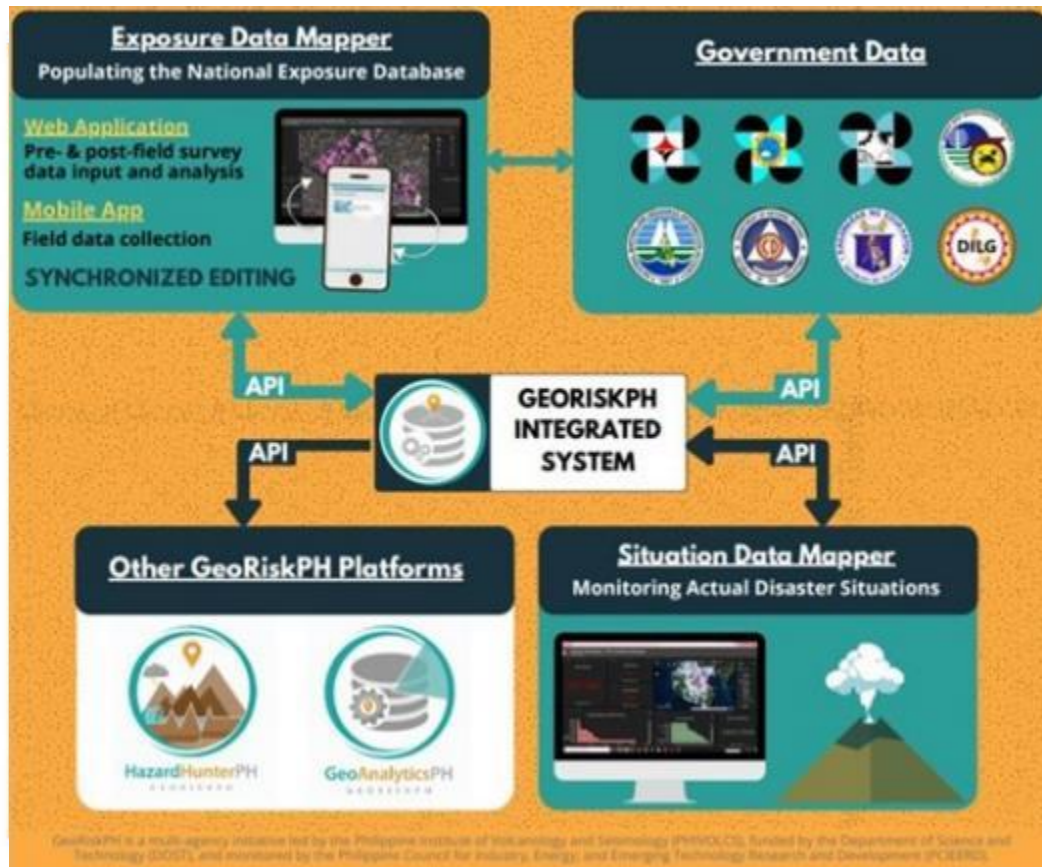 Exposure Data Mapper
Populating the National Exposure Database
Web Application
Pre- & post-field survey
data input and analysis
Mobile App
Field data collection
SYNCHRONIZED EDITING
Government Data
DILG
API
API
GEORISKPH
INTEGRATED
SYSTEM
API
API
Other GeoRiskPH Platforms
HazardHunterPH
GEORISKPH
GeoAnalyticsPH
GEORISKPH
Situation Data Mapper
Monitoring Actual Disaster Situations
GeoRiskPH is a multi-agency initiative led by the Philippine Institute of Volcanology and Seismology (PHIVOLCS), funded by the Department of Science and
Technology (DOST), and monitored by the Philippine Council for Industry, Energy, and Emerging Technology Research and Development